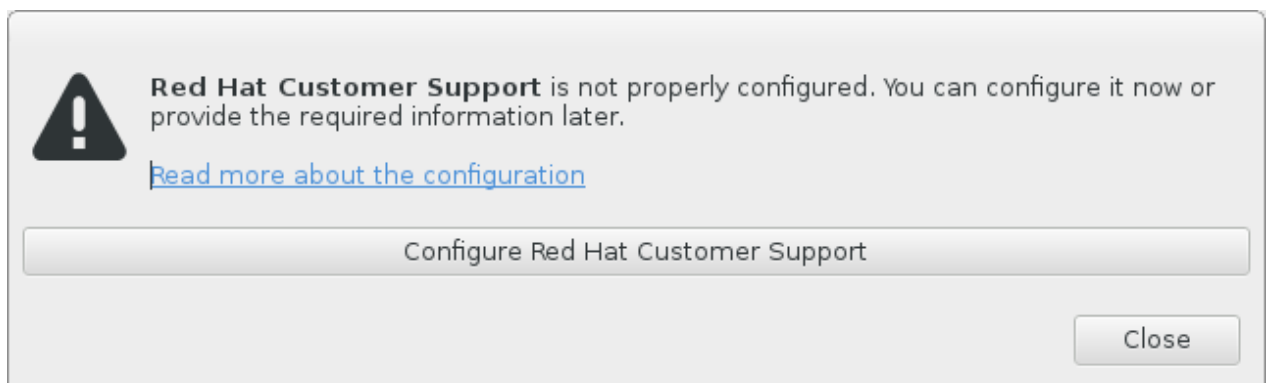 Red Hat Customer Support is not properly configured. You can configure it now or
provide the required information later.
Read more about the configuration
Configure Red Hat Customer Support
Close